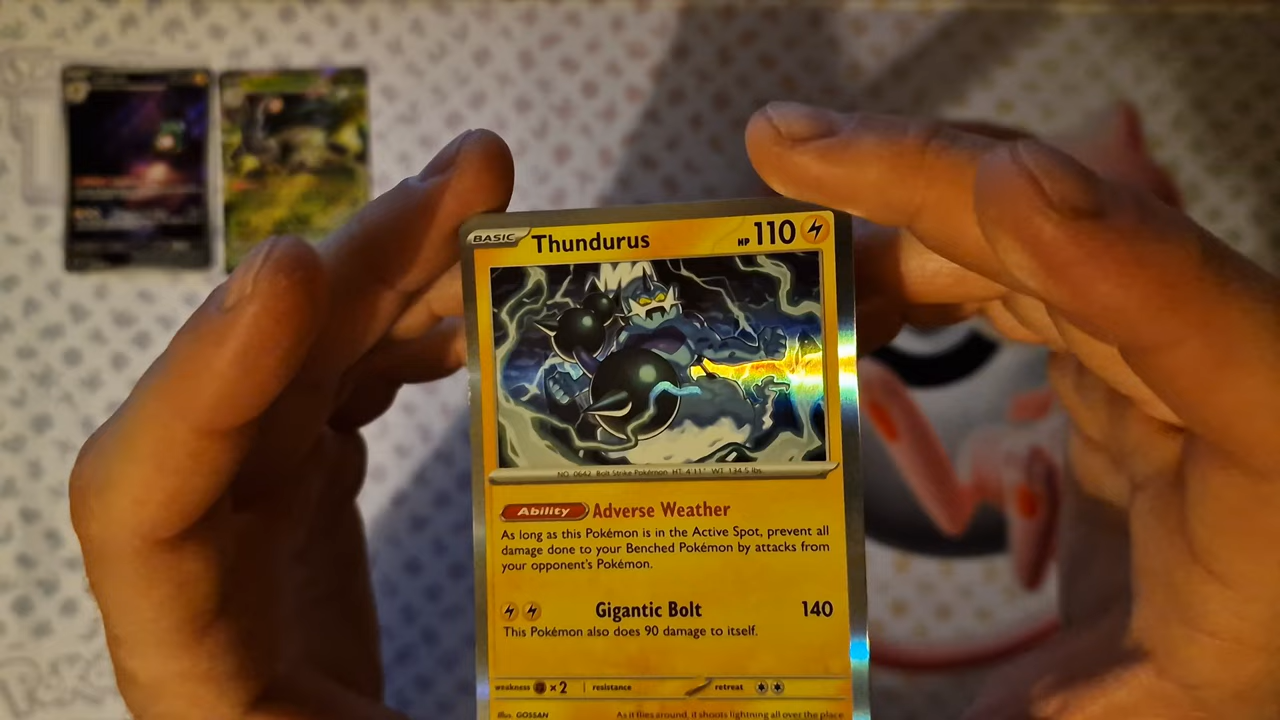 BASIC Thundurus HP 110
NO. 0642 Bolt Strike Pokémon HT: 4'11" WT: 134.5 lbs.
Ability Adverse Weather
As long as this Pokémon is in the Active Spot, prevent all
damage done to your Benched Pokémon by attacks from
your opponent's Pokémon.
Gigantic Bolt 140
This Pokémon also does 90 damage to itself.
weakness ×2 resistance retreat
Illus. GOSSAN As it flies around, it shoots lightning all over the place